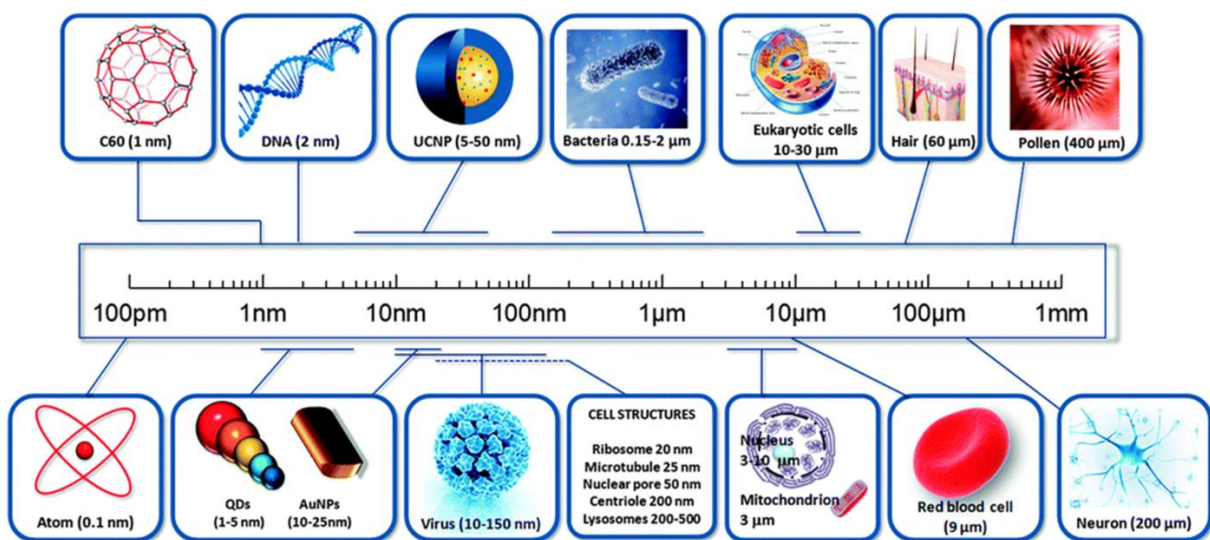 C60 (1 nm)
DNA (2 nm)
UCNP (5-50 nm)
Bacteria 0.15-2 µm
Eukaryotic cells
10-30 µm
Hair (60 µm)
Pollen (400 µm)
100pm 1nm 10nm 100nm 1µm 10µm 100µm 1mm
Atom (0.1 nm)
QDs
(1-5 nm)
AuNPs
(10-25nm)
Virus (10-150 nm)
CELL STRUCTURES
Ribosome 20 nm
Microtubule 25 nm
Nuclear pore 50 nm
Centriole 200 nm
Lysosomes 200-500
Nucleus
3-10 µm
Mitochondrion
3 µm
Red blood cell
(9 µm)
Neuron (200 µm)